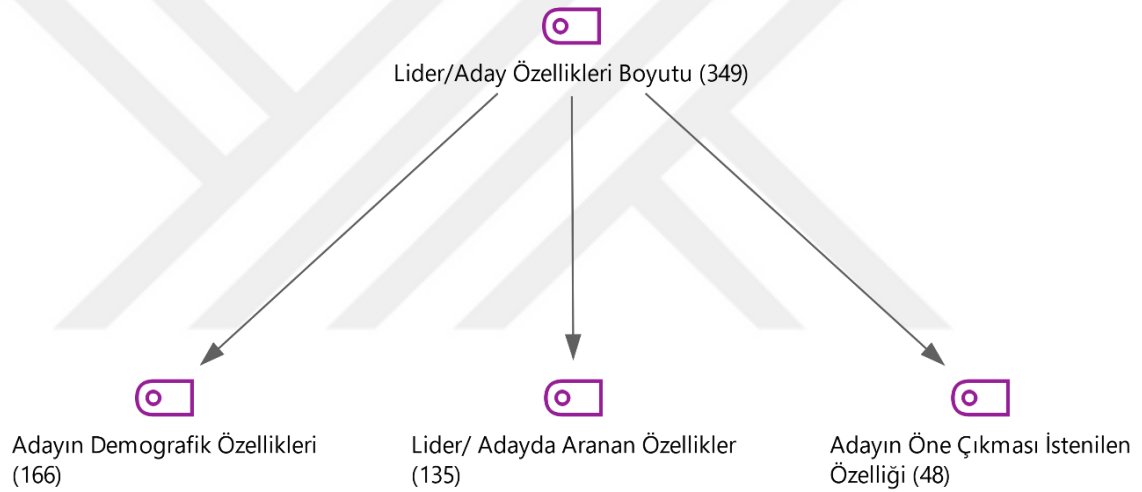 Lider/Aday Özellikleri Boyutu (349)
Adayın Demografik Özellikleri
(166)
Lider/ Adayda Aranan Özellikler
(135)
Adayın Öne Çıkması İstenilen
Özelliği (48)